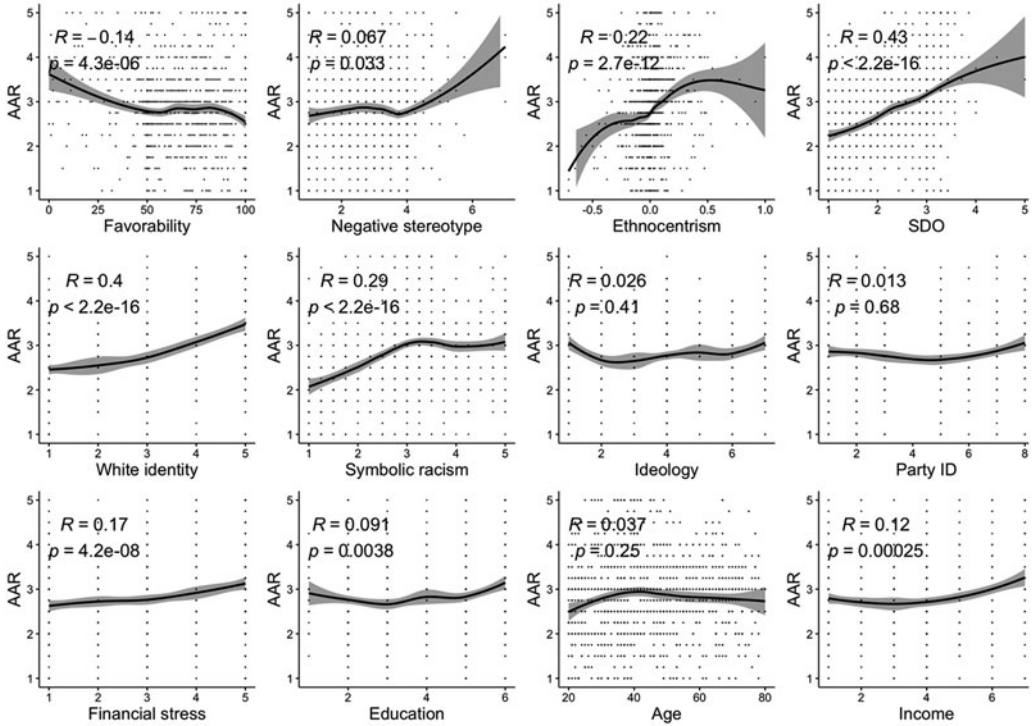 R = −0.14
p = 4.3e-06
AAR
5
4
3
2
1
0 25 50 75 100
Favorability
R = 0.067
p = 0.033
AAR
5
4
3
2
1
2 4 6
Negative stereotype
R = 0.22
p = 2.7e-12
AAR
5
4
3
2
1
-0.5 0.0 0.5 1.0
Ethnocentrism
R = 0.43
p < 2.2e-16
AAR
5
4
3
2
1
1 2 3 4 5
SDO
R = 0.4
p < 2.2e-16
AAR
5
4
3
2
1
1 2 3 4 5
White identity
R = 0.29
p < 2.2e-16
AAR
5
4
3
2
1
1 2 3 4 5
Symbolic racism
R = 0.026
p = 0.41
AAR
5
4
3
2
1
2 4 6
Ideology
R = 0.013
p = 0.68
AAR
5
4
3
2
1
2 4 6 8
Party ID
R = 0.17
p = 4.2e-08
AAR
5
4
3
2
1
1 2 3 4 5
Financial stress
R = 0.091
p = 0.0038
AAR
5
4
3
2
1
2 4 6
Education
R = 0.037
p = 0.25
AAR
5
4
3
2
1
20 40 60 80
Age
R = 0.12
p = 0.00025
AAR
5
4
3
2
1
2 4 6
Income